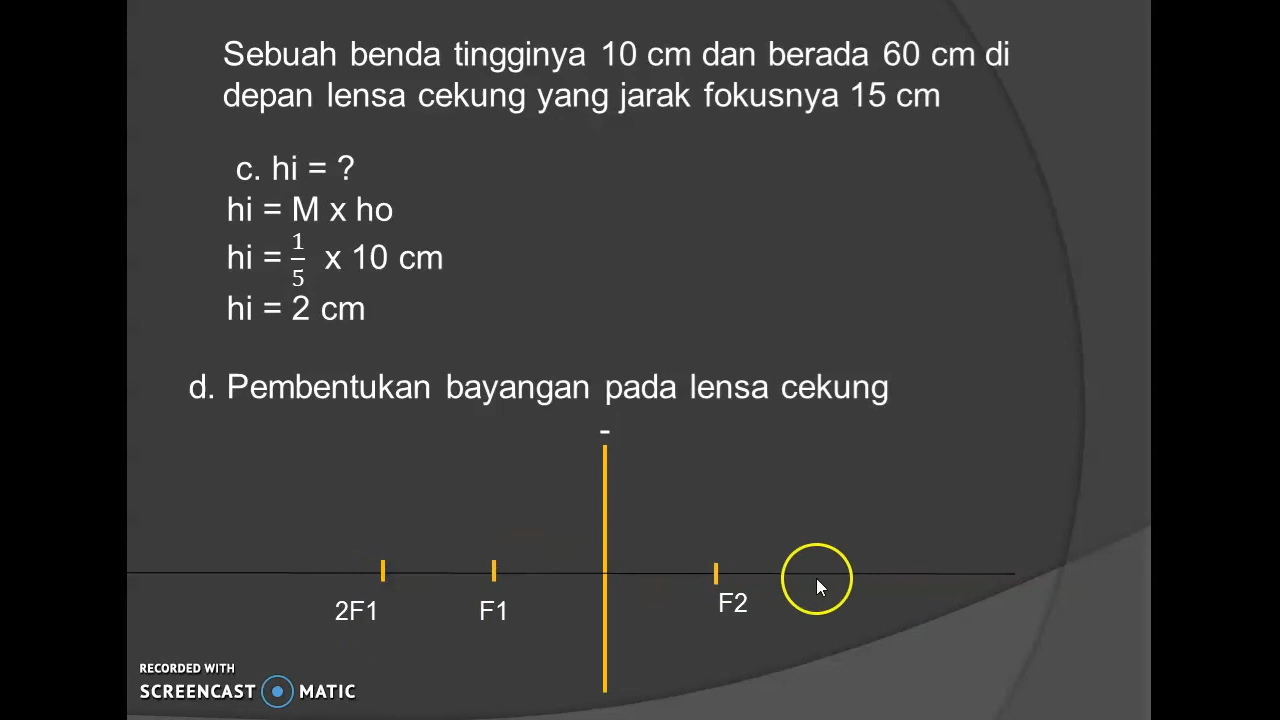 Sebuah benda tingginya 10 cm dan berada 60 cm di
depan lensa cekung yang jarak fokusnya 15 cm
c. hi = ?
hi = M x ho
hi = 1/5 x 10 cm
hi = 2 cm
d. Pembentukan bayangan pada lensa cekung
-
2F1 F1 F2
RECORDED WITH
SCREENCAST MATIC